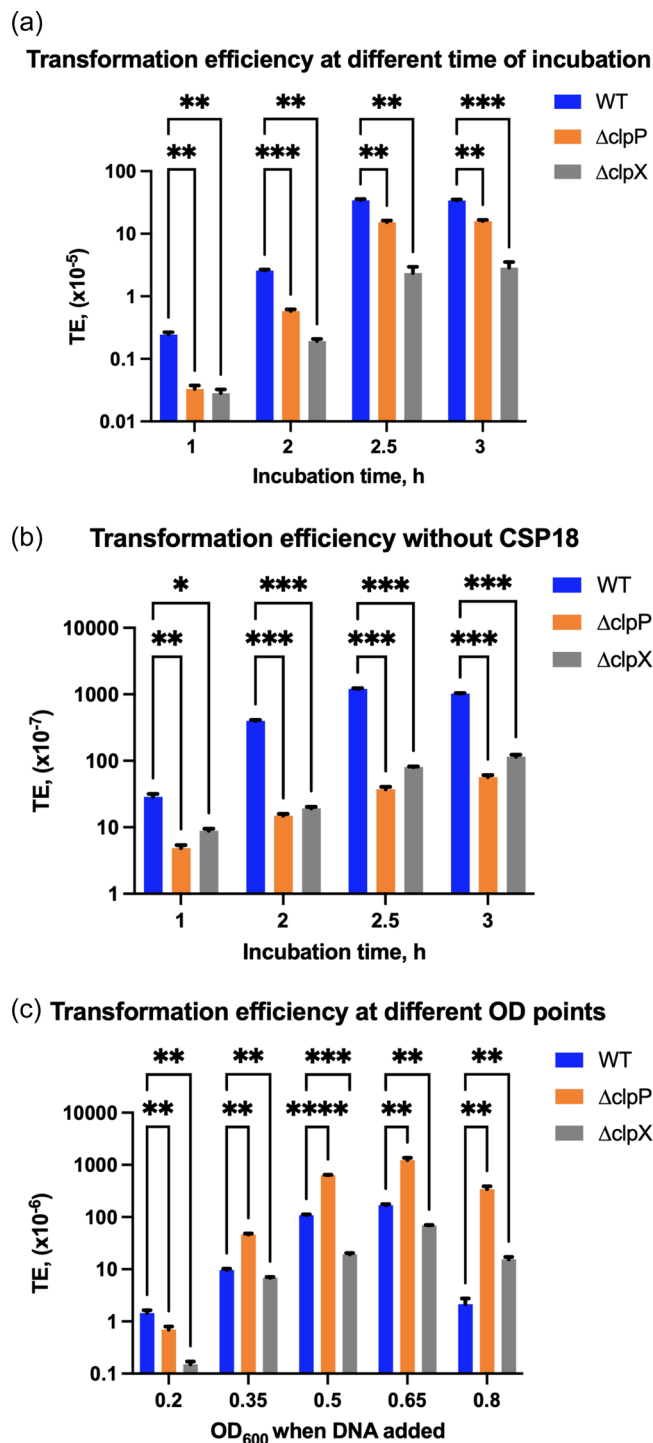 (a)
Transformation efficiency at different time of incubation
WT
ΔclpP
ΔclpX
** ** ** ***
** *** ** **
TE, (x10⁻⁵)
100
10
1
0.1
0.01
1 2 2.5 3
Incubation time, h
(b) Transformation efficiency without CSP18
WT
ΔclpP
ΔclpX
* *** *** ***
** *** *** ***
TE, (x10⁻⁷)
10000
1000
100
10
1
1 2 2.5 3
Incubation time, h
(c) Transformation efficiency at different OD points
WT
ΔclpP
ΔclpX
** ** *** ** **
** ** **** ** **
TE, (x10⁻⁶)
10000
1000
100
10
1
0.1
0.2 0.35 0.5 0.65 0.8
OD₆₀₀ when DNA added